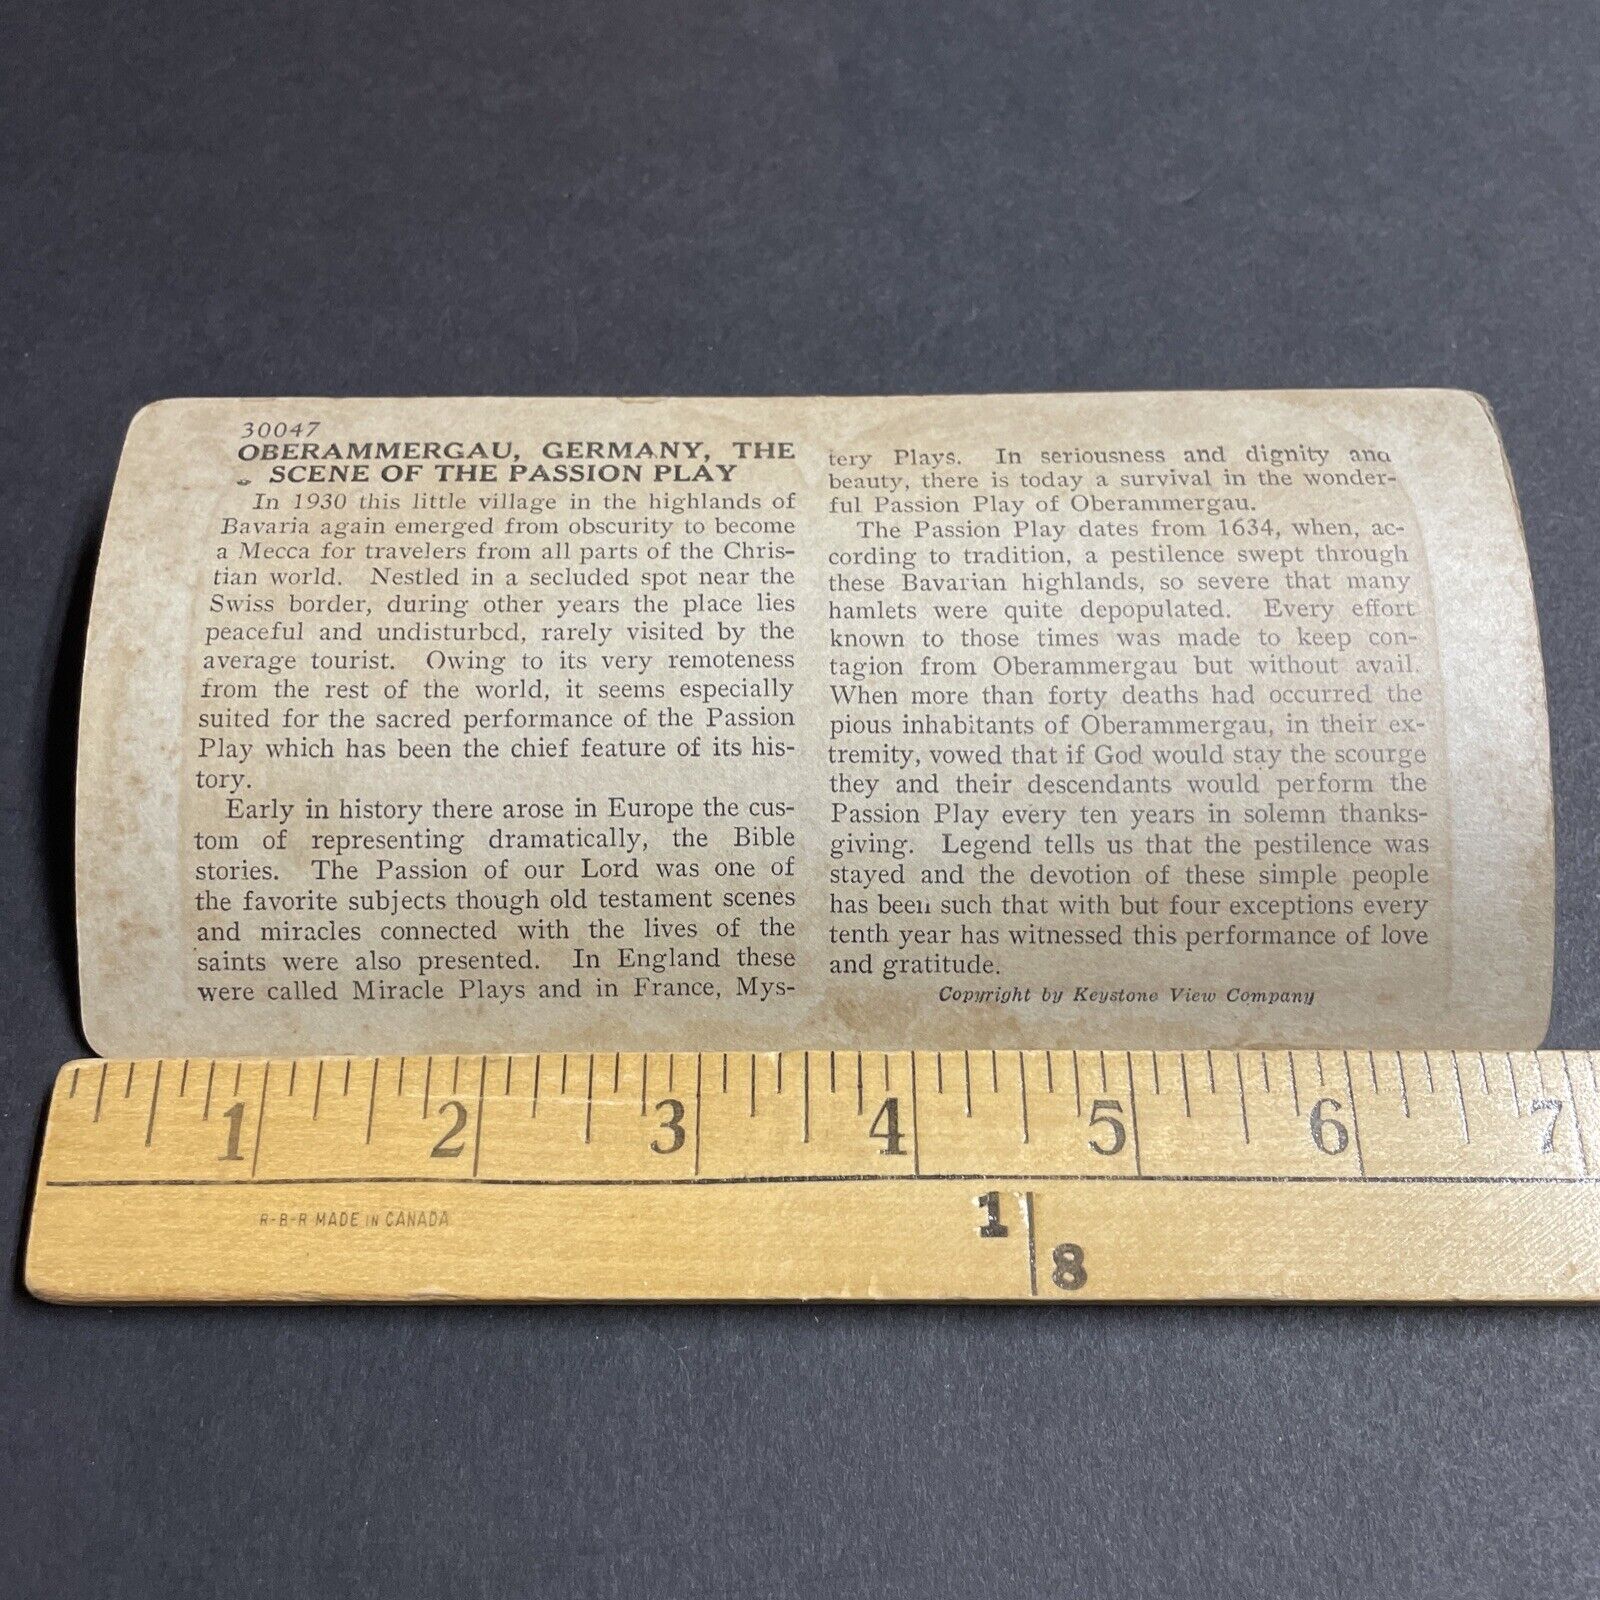 30047
OBERAMMERGAU, GERMANY, THE
SCENE OF THE PASSION PLAY
In 1930 this little village in the highlands of
Bavaria again emerged from obscurity to become
a Mecca for travelers from all parts of the Chris-
tian world. Nestled in a secluded spot near the
Swiss border, during other years the place lies
peaceful and undisturbed, rarely visited by the
average tourist. Owing to its very remoteness
from the rest of the world, it seems especially
suited for the sacred performance of the Passion
Play which has been the chief feature of its his-
tory.
Early in history there arose in Europe the cus-
tom of representing dramatically, the Bible
stories. The Passion of our Lord was one of
the favorite subjects though old testament scenes
and miracles connected with the lives of the
saints were also presented. In England these
were called Miracle Plays and in France, Mys-
tery Plays. In seriousness and dignity and
beauty, there is today a survival in the wonder-
ful Passion Play of Oberammergau.
The Passion Play dates from 1634, when, ac-
cording to tradition, a pestilence swept through
these Bavarian highlands, so severe that many
hamlets were quite depopulated. Every effort
known to those times was made to keep con-
tagion from Oberammergau but without avail.
When more than forty deaths had occurred the
pious inhabitants of Oberammergau, in their ex-
tremity, vowed that if God would stay the scourge
they and their descendants would perform the
Passion Play every ten years in solemn thanks-
giving. Legend tells us that the pestilence was
stayed and the devotion of these simple people
has been such that with but four exceptions every
tenth year has witnessed this performance of love
and gratitude.
Copyright by Keystone View Company
1 2 3 4 5 6 7
R-B-R MADE IN CANADA
1
8